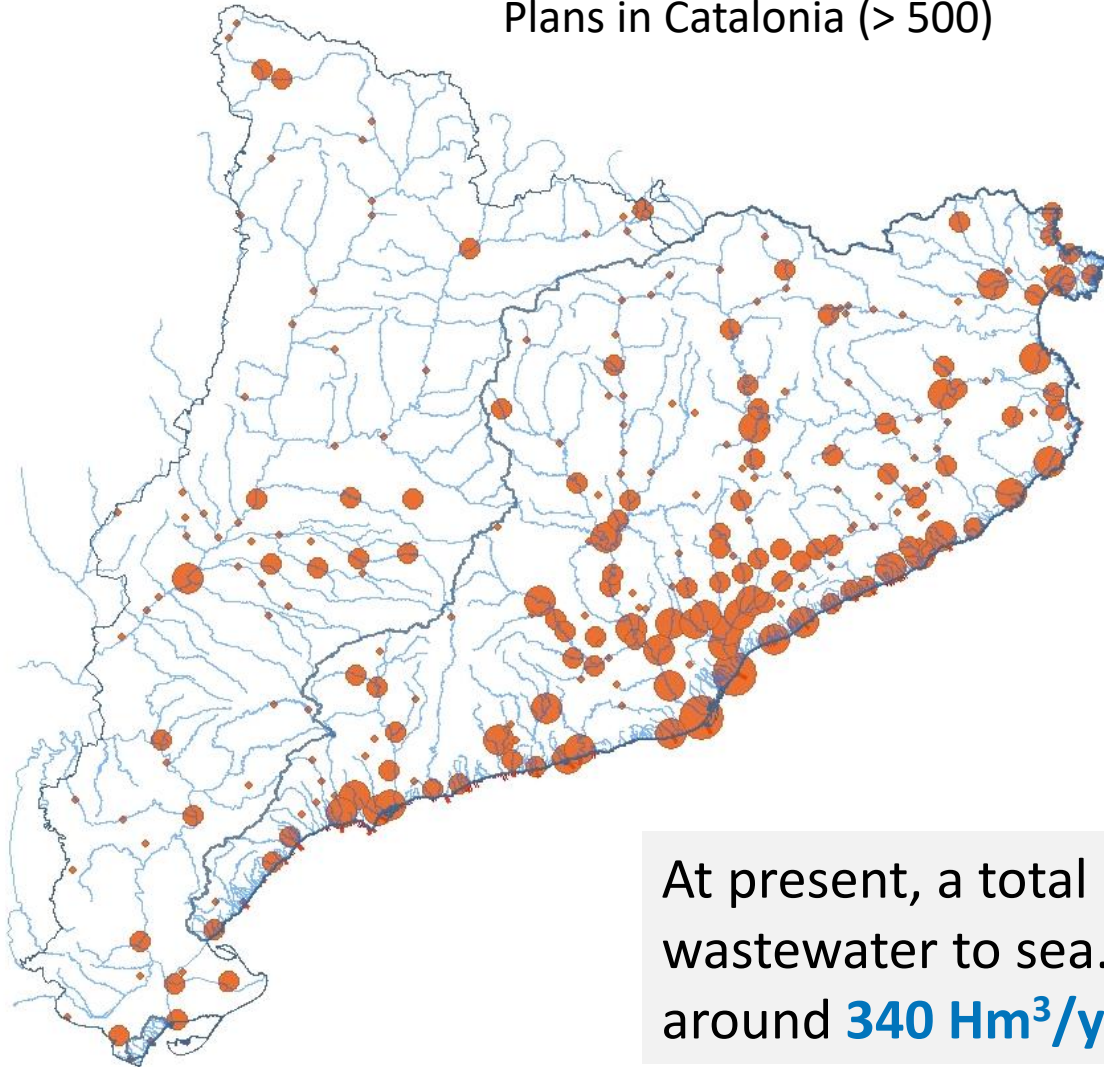 Plans in Catalonia (> 500)
At present, a total
wastewater to sea.
around 340 Hm³/y